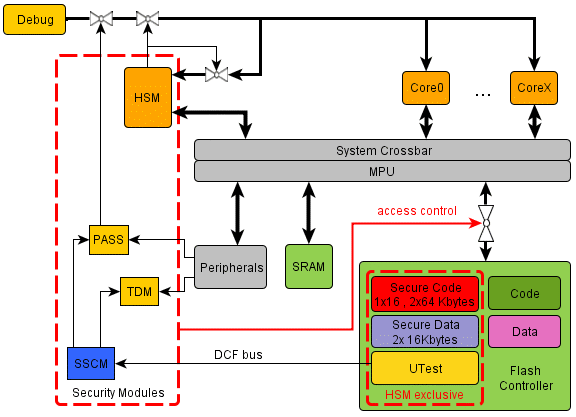 Debug
HSM
Core0
...
CoreX
System Crossbar
MPU
access control
PASS
Peripherals
SRAM
TDM
SSCM
DCF bus
Security Modules
Secure Code
1x16 , 2x64 Kbytes
Code
Secure Data
2x 16Kbytes
Data
UTest
Flash
Controller
HSM exclusive